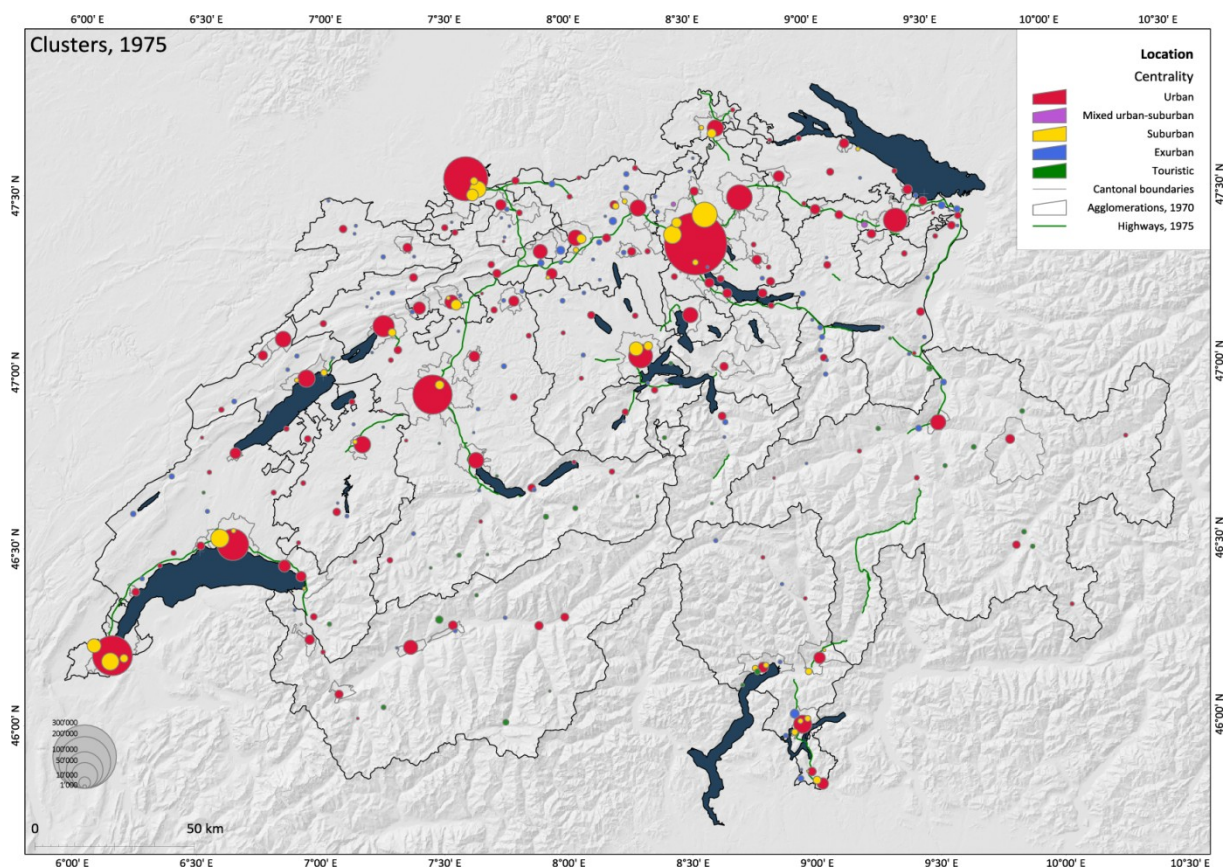 6°00' E 6°30' E 7°00' E 7°30' E 8°00' E 8°30' E 9°00' E 9°30' E 10°00' E 10°30' E
Clusters, 1975
Location
Centrality
Urban
Mixed urban-suburban
Suburban
Exurban
Touristic
Cantonal boundaries
Agglomerations, 1970
Highways, 1975
47°30' N 47°30' N
47°00' N 47°00' N
46°30' N 46°30' N
46°00' N 46°00' N
300'000
200'000
100'000
50'000
10'000
1'000
0 50 km
6°00' E 6°30' E 7°00' E 7°30' E 8°00' E 8°30' E 9°00' E 9°30' E 10°00' E 10°30' E